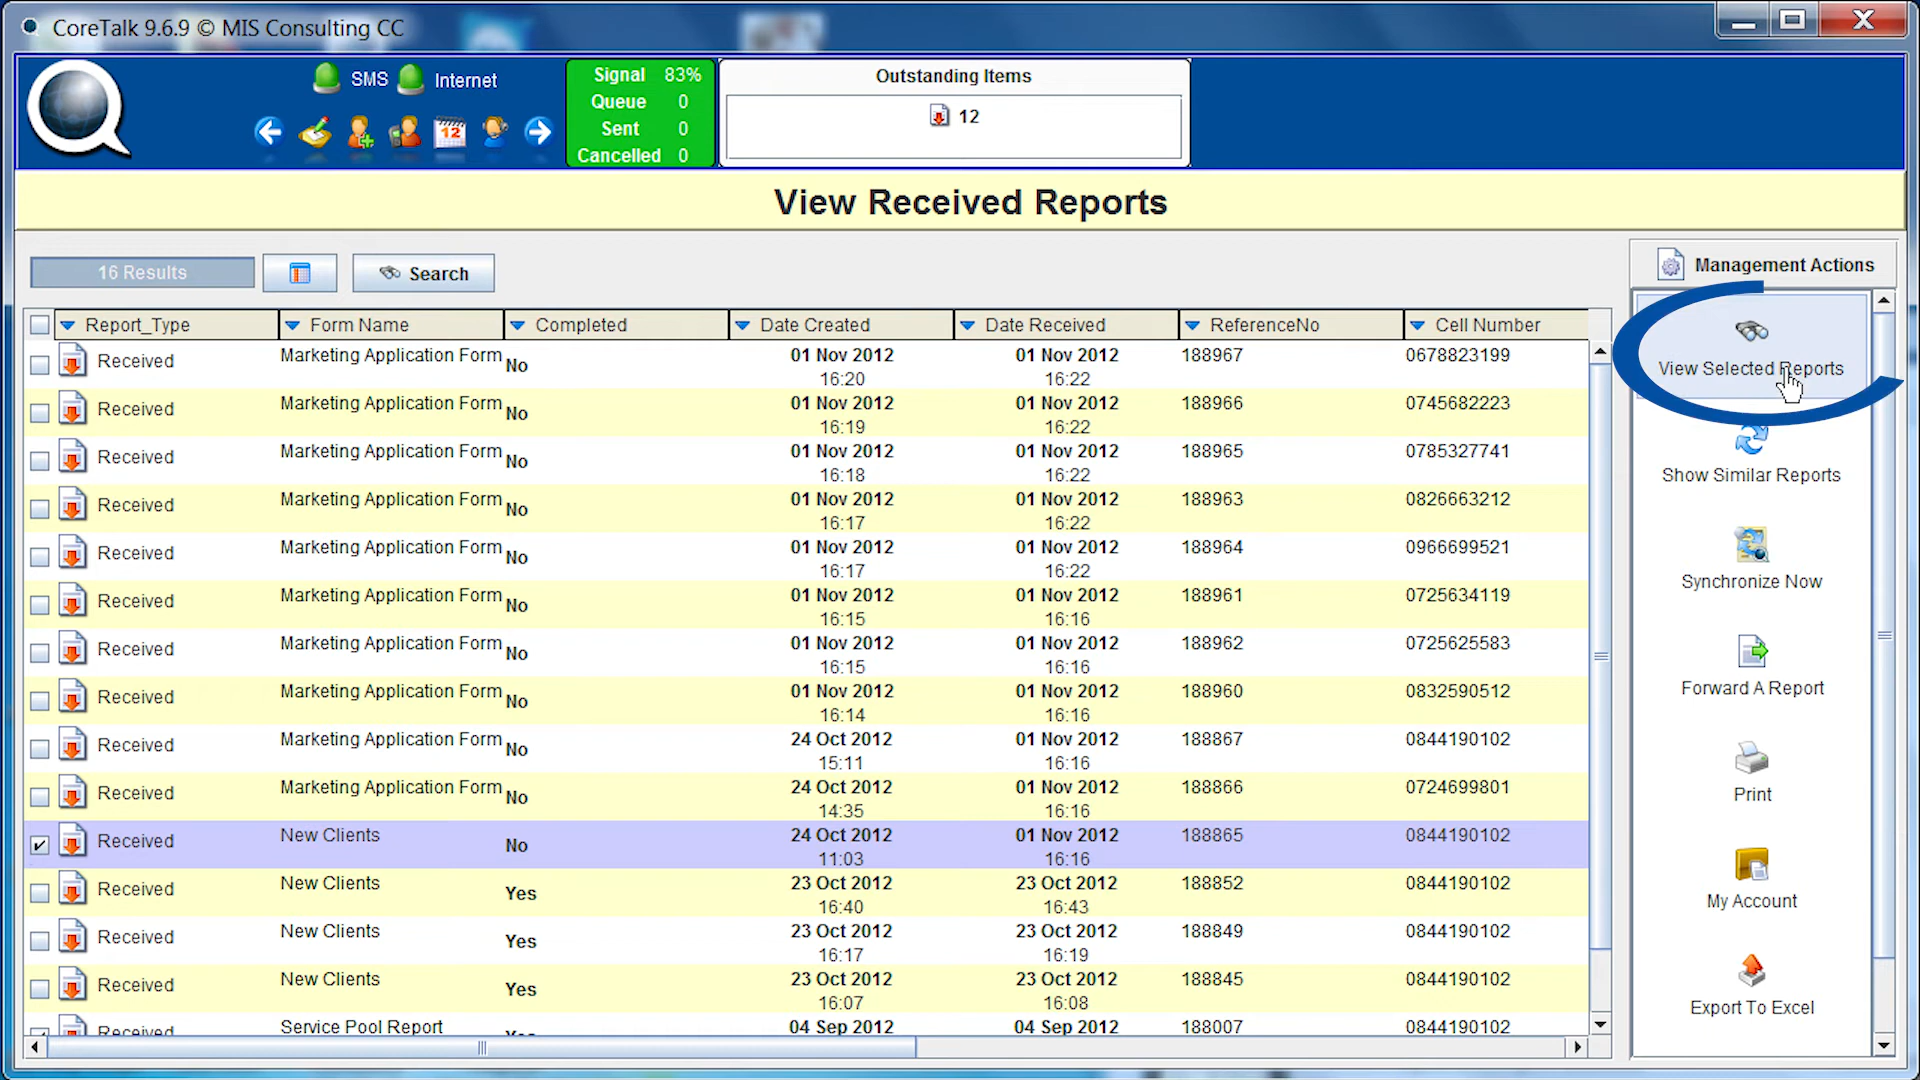 CoreTalk 9.6.9 © MIS Consulting CC
SMS Internet
12
Signal 83%
Queue 0
Sent 0
Cancelled 0
Outstanding Items
12
View Received Reports
16 Results
Search
Report_Type Form Name Completed Date Created Date Received ReferenceNo Cell Number
Received Marketing Application Form No 01 Nov 2012 16:20 01 Nov 2012 16:22 188967 0678823199
Received Marketing Application Form No 01 Nov 2012 16:19 01 Nov 2012 16:22 188966 0745682223
Received Marketing Application Form No 01 Nov 2012 16:18 01 Nov 2012 16:22 188965 0785327741
Received Marketing Application Form No 01 Nov 2012 16:17 01 Nov 2012 16:22 188963 0826663212
Received Marketing Application Form No 01 Nov 2012 16:17 01 Nov 2012 16:22 188964 0966699521
Received Marketing Application Form No 01 Nov 2012 16:15 01 Nov 2012 16:16 188961 0725634119
Received Marketing Application Form No 01 Nov 2012 16:15 01 Nov 2012 16:16 188962 0725625583
Received Marketing Application Form No 01 Nov 2012 16:14 01 Nov 2012 16:16 188960 0832590512
Received Marketing Application Form No 24 Oct 2012 15:11 01 Nov 2012 16:16 188867 0844190102
Received Marketing Application Form No 24 Oct 2012 14:35 01 Nov 2012 16:16 188866 0724699801
Received New Clients No 24 Oct 2012 11:03 01 Nov 2012 16:16 188865 0844190102
Received New Clients Yes 23 Oct 2012 16:40 23 Oct 2012 16:43 188852 0844190102
Received New Clients Yes 23 Oct 2012 16:17 23 Oct 2012 16:19 188849 0844190102
Received New Clients Yes 23 Oct 2012 16:07 23 Oct 2012 16:08 188845 0844190102
Received Service Pool Report Yes 04 Sep 2012 04 Sep 2012 188007 0844190102
Management Actions
View Selected Reports
Show Similar Reports
Synchronize Now
Forward A Report
Print
My Account
Export To Excel